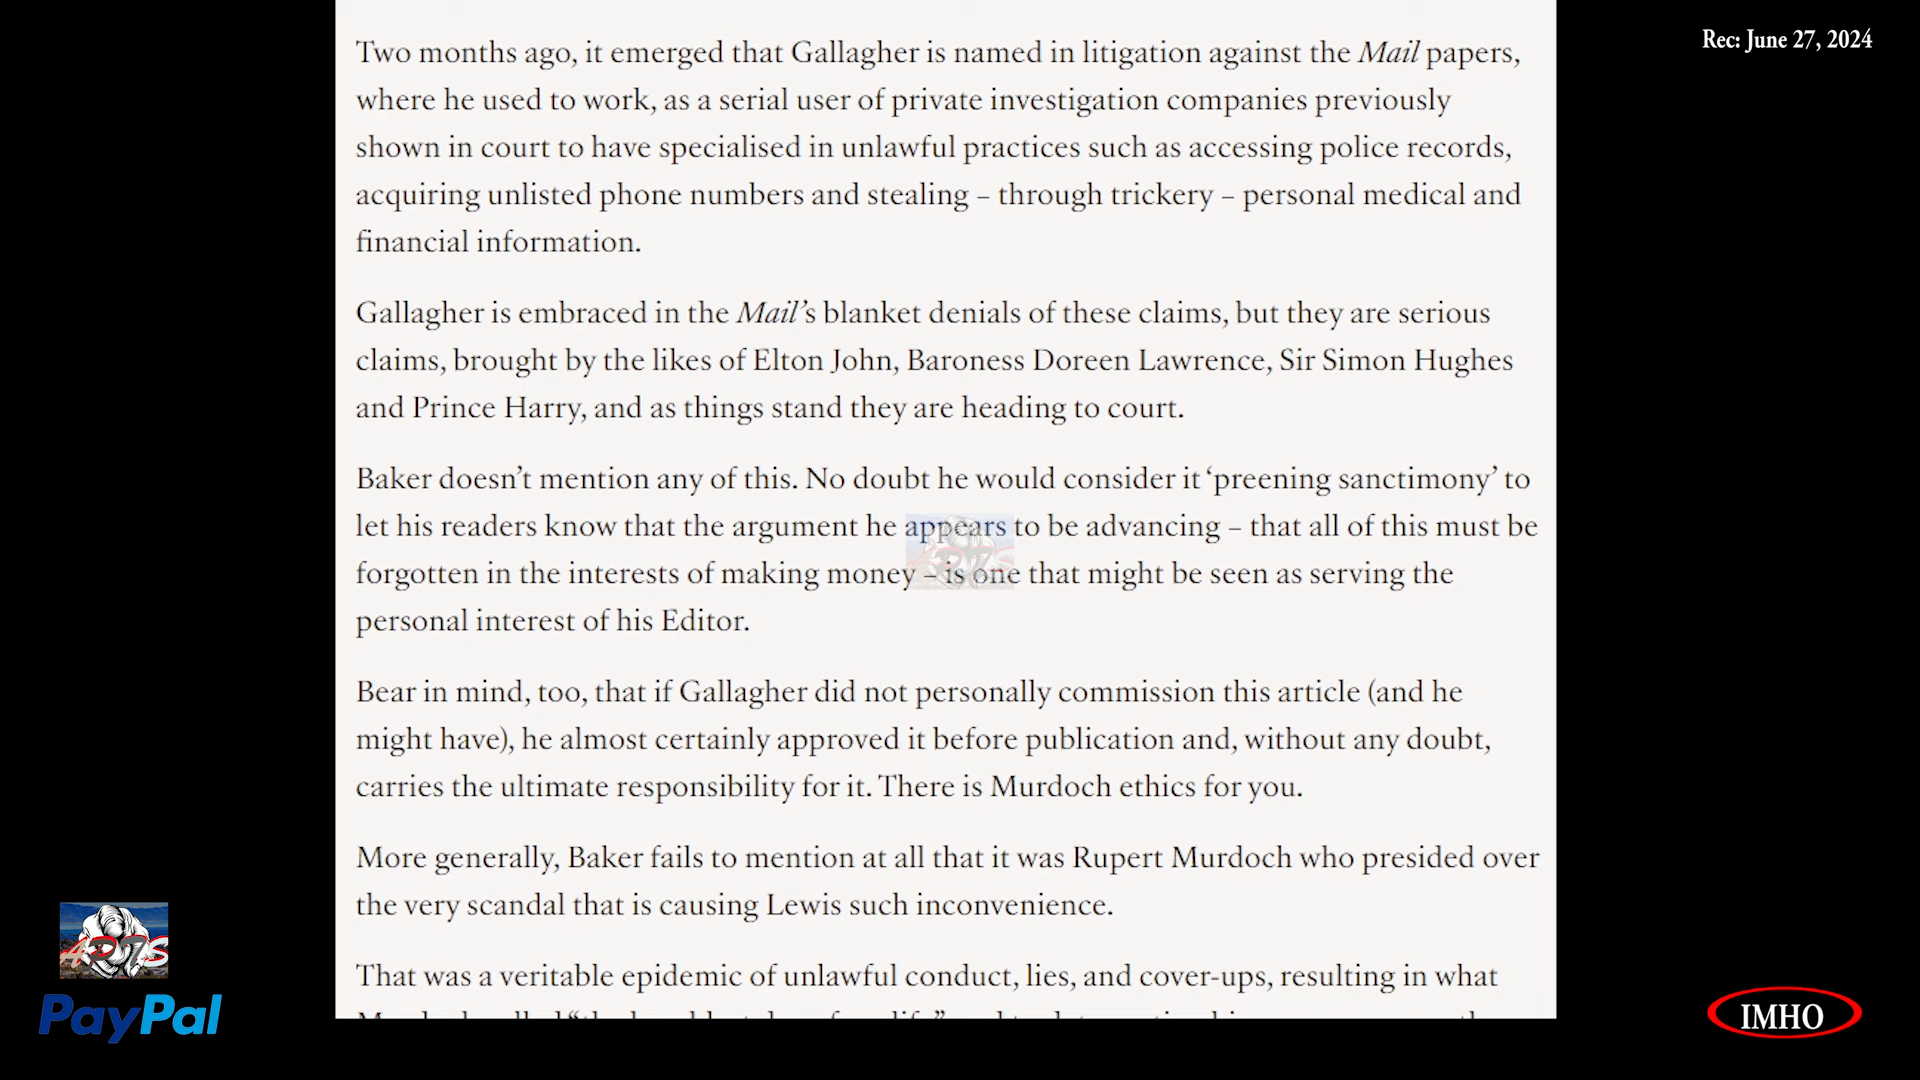 Rec: June 27, 2024
Two months ago, it emerged that Gallagher is named in litigation against the Mail papers,
where he used to work, as a serial user of private investigation companies previously
shown in court to have specialised in unlawful practices such as accessing police records,
acquiring unlisted phone numbers and stealing – through trickery – personal medical and
financial information.
Gallagher is embraced in the Mail’s blanket denials of these claims, but they are serious
claims, brought by the likes of Elton John, Baroness Doreen Lawrence, Sir Simon Hughes
and Prince Harry, and as things stand they are heading to court.
Baker doesn’t mention any of this. No doubt he would consider it ‘preening sanctimony’ to
let his readers know that the argument he appears to be advancing – that all of this must be
forgotten in the interests of making money – is one that might be seen as serving the
personal interest of his Editor.
Bear in mind, too, that if Gallagher did not personally commission this article (and he
might have), he almost certainly approved it before publication and, without any doubt,
carries the ultimate responsibility for it. There is Murdoch ethics for you.
More generally, Baker fails to mention at all that it was Rupert Murdoch who presided over
the very scandal that is causing Lewis such inconvenience.
That was a veritable epidemic of unlawful conduct, lies, and cover-ups, resulting in what
PayPal
IMHO